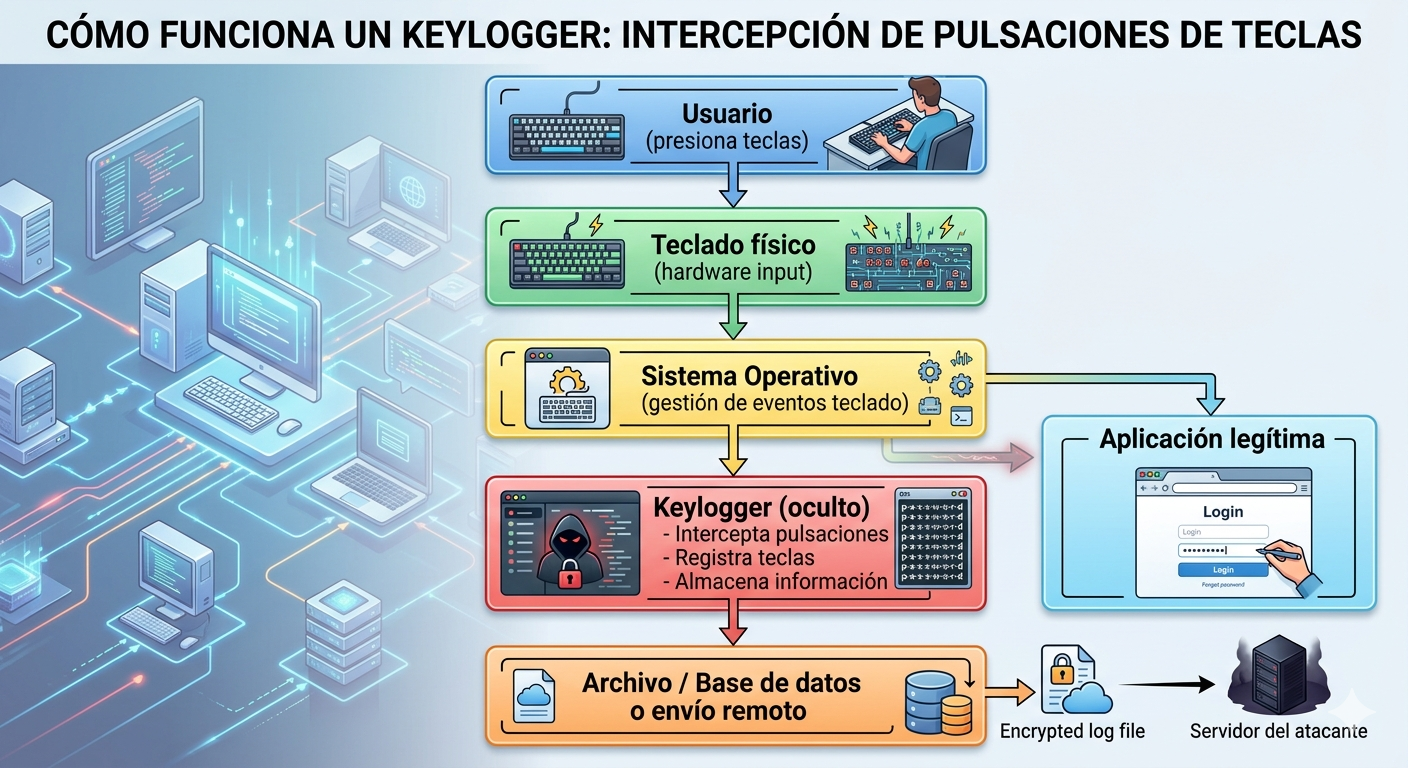 CÓMO FUNCIONA UN KEYLOGGER: INTERCEPCIÓN DE PULSACIONES DE TECLAS
Usuario
(presiona teclas)
Teclado físico
(hardware input)
Sistema Operativo
(gestión de eventos teclado)
Aplicación legítima
Login
Login
Login
Keylogger (oculto)
- Intercepta pulsaciones
- Registra teclas
- Almacena información
Archivo / Base de datos
o envío remoto
Encrypted log file
Servidor del atacante